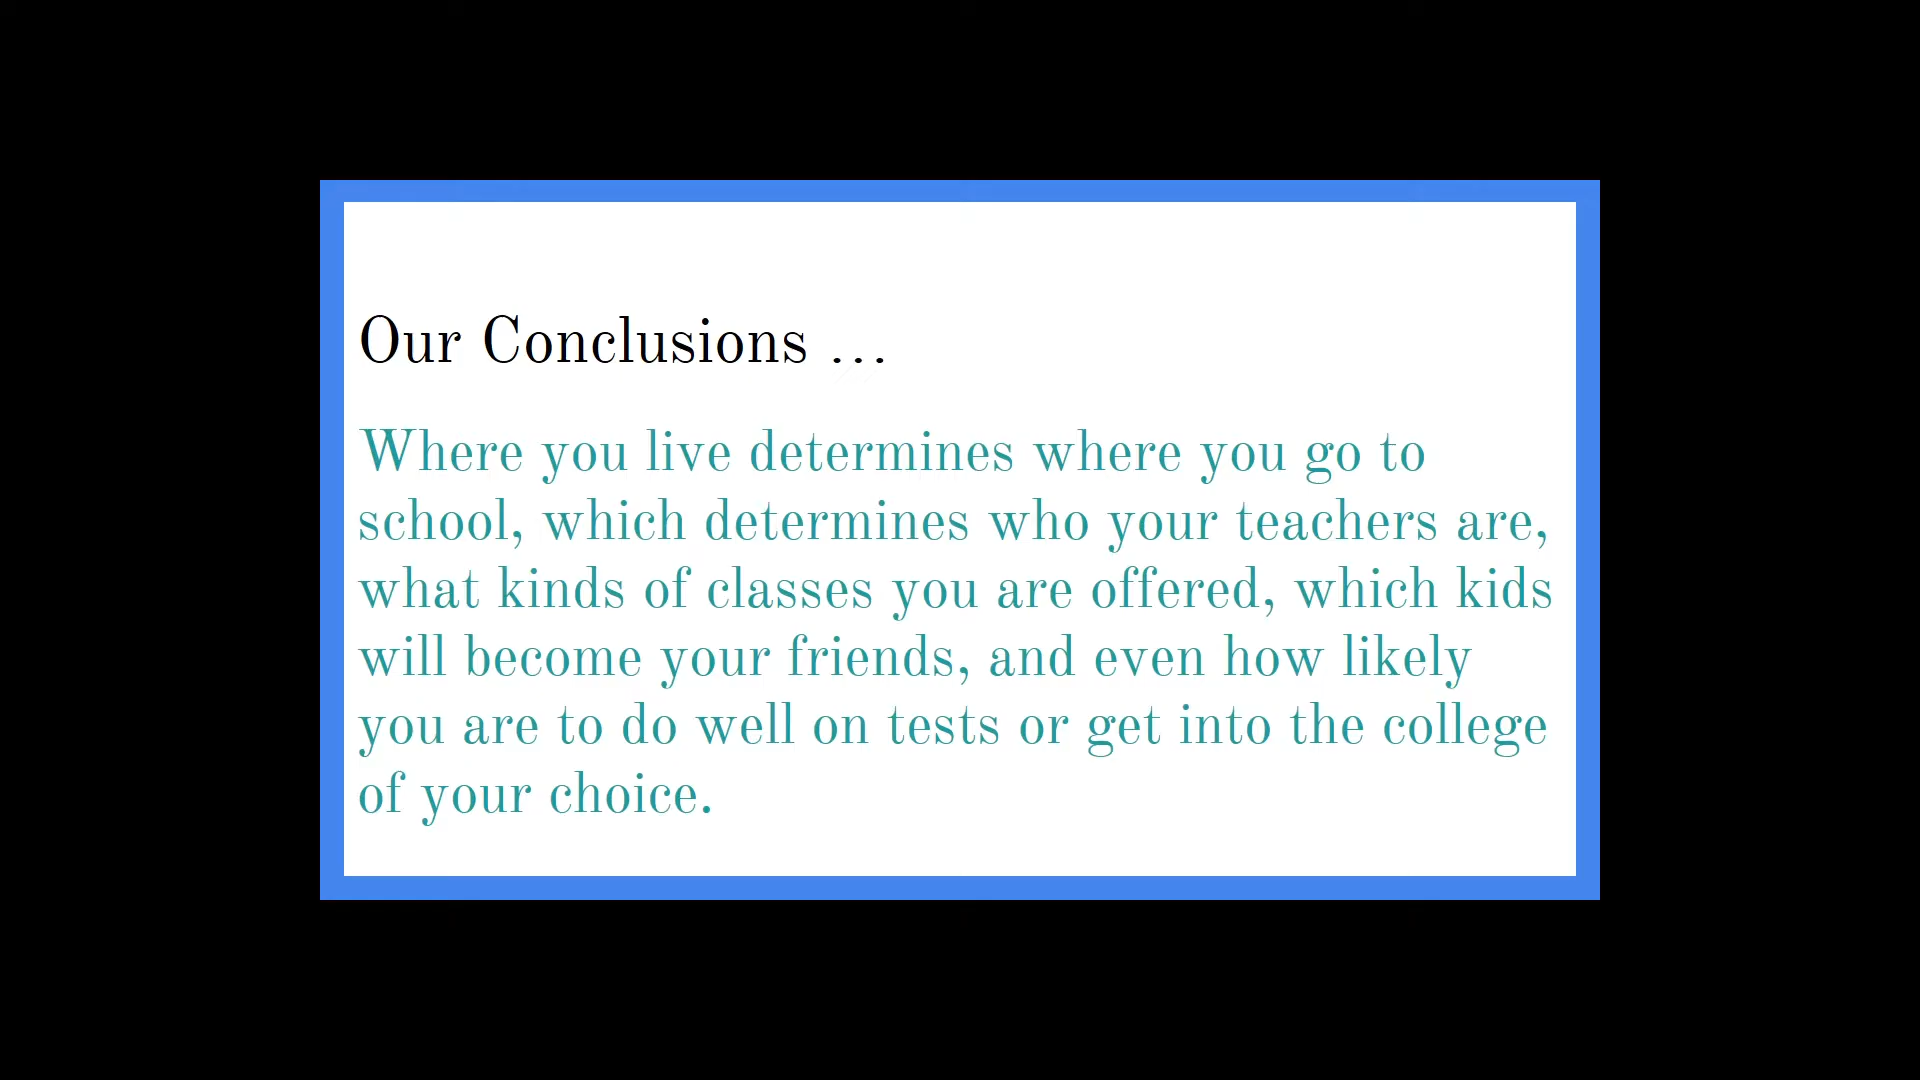 Our Conclusions ...
Where you live determines where you go to
school, which determines who your teachers are,
what kinds of classes you are offered, which kids
will become your friends, and even how likely
you are to do well on tests or get into the college
of your choice.